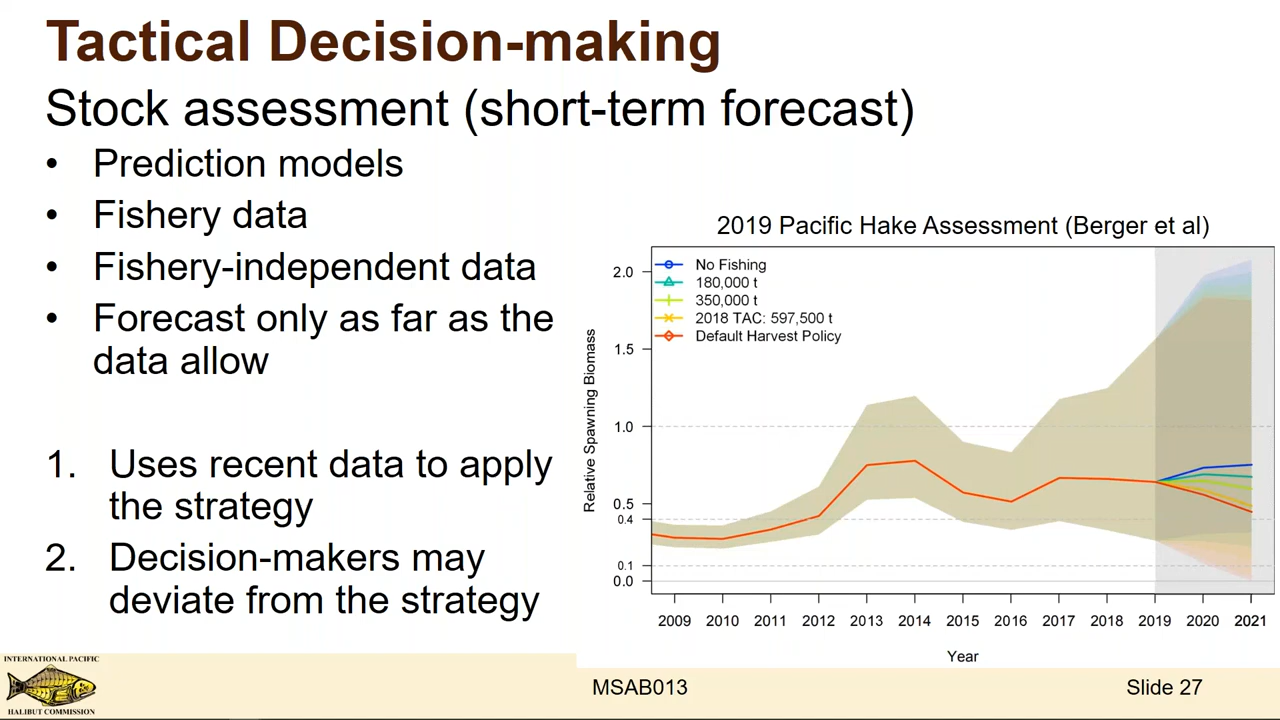 Tactical Decision-making
Stock assessment (short-term forecast)
• Prediction models
• Fishery data
• Fishery-independent data
• Forecast only as far as the
data allow
1. Uses recent data to apply
the strategy
2. Decision-makers may
deviate from the strategy
2019 Pacific Hake Assessment (Berger et al)
No Fishing
180,000 t
350,000 t
2018 TAC: 597,500 t
Default Harvest Policy
Relative Spawning Biomass
2.0
1.5
1.0
0.5
0.4
0.1
0.0
2009 2010 2011 2012 2013 2014 2015 2016 2017 2018 2019 2020 2021
Year
INTERNATIONAL PACIFIC
HALIBUT COMMISSION
MSAB013
Slide 27